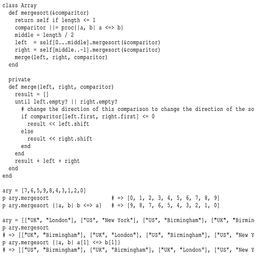 class Array
  def mergesort(&comparitor)
    return self if length <= 1
    comparitor ||= proc{|a, b| a <=> b}
    middle = length / 2
    left  = self[0...middle].mergesort(&comparitor)
    right = self[middle..-1].mergesort(&comparitor)
    merge(left, right, comparitor)
  end

  private
  def merge(left, right, comparitor)
    result = []
    until left.empty? || right.empty?
      # change the direction of this comparison to change the direction of the so
      if comparitor[left.first, right.first] <= 0
        result << left.shift
      else
        result << right.shift
      end
    end
    result + left + right
  end
end

ary = [7,6,5,9,8,4,3,1,2,0]
p ary.mergesort                  # => [0, 1, 2, 3, 4, 5, 6, 7, 8, 9]
p ary.mergesort {|a, b| b <=> a}  # => [9, 8, 7, 6, 5, 4, 3, 2, 1, 0]

ary = [["UK", "London"], ["US", "New York"], ["US", "Birmingham"], ["UK", "Birmin
p ary.mergesort
# => [["UK", "Birmingham"], ["UK", "London"], ["US", "Birmingham"], ["US", "New Y
p ary.mergesort {|a, b| a[1] <=> b[1]}
# => [["US", "Birmingham"], ["UK", "Birmingham"], ["UK", "London"], ["US", "New Y